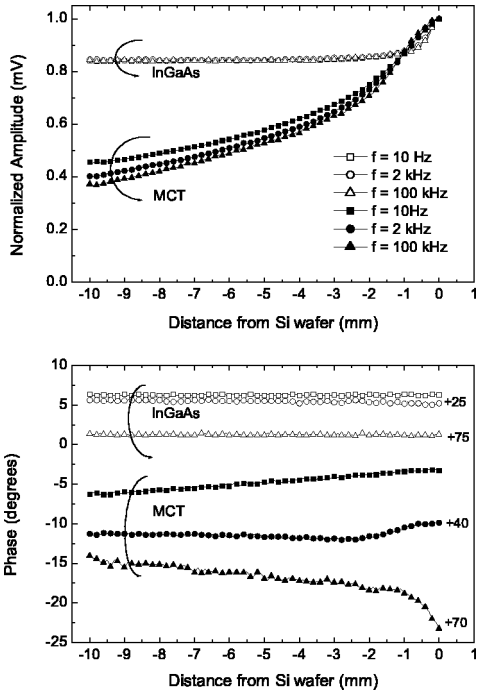 Normalized Amplitude (mV)
1.0
0.8
0.6
0.4
0.2
0.0
InGaAs
MCT
f = 10 Hz
f = 2 kHz
f = 100 kHz
f = 10Hz
f = 2 kHz
f = 100 kHz
-10 -9 -8 -7 -6 -5 -4 -3 -2 -1 0
Distance from Si wafer (mm)
Phase (degrees)
10
5
0
-5
-10
-15
-20
-25
InGaAs
+25
+75
MCT
+40
+70
-10 -9 -8 -7 -6 -5 -4 -3 -2 -1 0
Distance from Si wafer (mm)